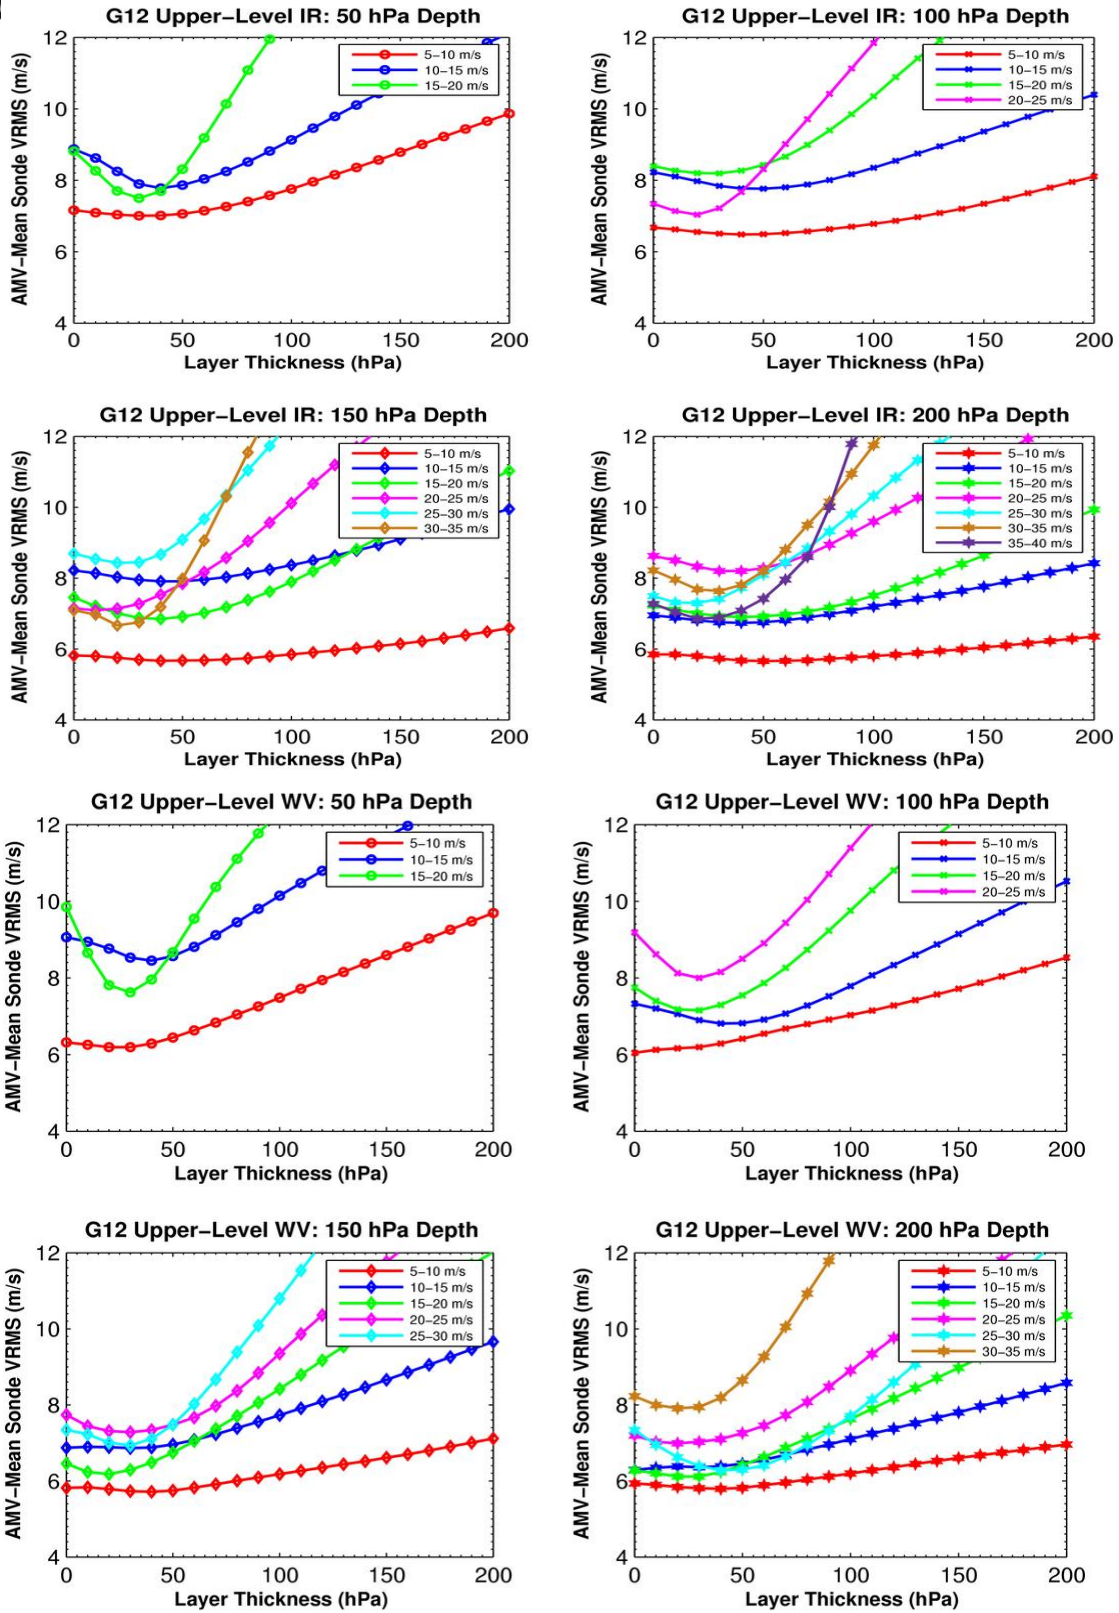 G12 Upper–Level IR: 50 hPa Depth
AMV–Mean Sonde VRMS (m/s)
12
10
8
6
4
5–10 m/s
10–15 m/s
15–20 m/s
0 50 100 150 200
Layer Thickness (hPa)
G12 Upper–Level IR: 100 hPa Depth
AMV–Mean Sonde VRMS (m/s)
12
10
8
6
4
5–10 m/s
10–15 m/s
15–20 m/s
20–25 m/s
0 50 100 150 200
Layer Thickness (hPa)
G12 Upper–Level IR: 150 hPa Depth
AMV–Mean Sonde VRMS (m/s)
12
10
8
6
4
5–10 m/s
10–15 m/s
15–20 m/s
20–25 m/s
25–30 m/s
30–35 m/s
0 50 100 150 200
Layer Thickness (hPa)
G12 Upper–Level IR: 200 hPa Depth
AMV–Mean Sonde VRMS (m/s)
12
10
8
6
4
5–10 m/s
10–15 m/s
15–20 m/s
20–25 m/s
25–30 m/s
30–35 m/s
35–40 m/s
0 50 100 150 200
Layer Thickness (hPa)
G12 Upper–Level WV: 50 hPa Depth
AMV–Mean Sonde VRMS (m/s)
12
10
8
6
4
5–10 m/s
10–15 m/s
15–20 m/s
0 50 100 150 200
Layer Thickness (hPa)
G12 Upper–Level WV: 100 hPa Depth
AMV–Mean Sonde VRMS (m/s)
12
10
8
6
4
5–10 m/s
10–15 m/s
15–20 m/s
20–25 m/s
0 50 100 150 200
Layer Thickness (hPa)
G12 Upper–Level WV: 150 hPa Depth
AMV–Mean Sonde VRMS (m/s)
12
10
8
6
4
5–10 m/s
10–15 m/s
15–20 m/s
20–25 m/s
25–30 m/s
0 50 100 150 200
Layer Thickness (hPa)
G12 Upper–Level WV: 200 hPa Depth
AMV–Mean Sonde VRMS (m/s)
12
10
8
6
4
5–10 m/s
10–15 m/s
15–20 m/s
20–25 m/s
25–30 m/s
30–35 m/s
0 50 100 150 200
Layer Thickness (hPa)